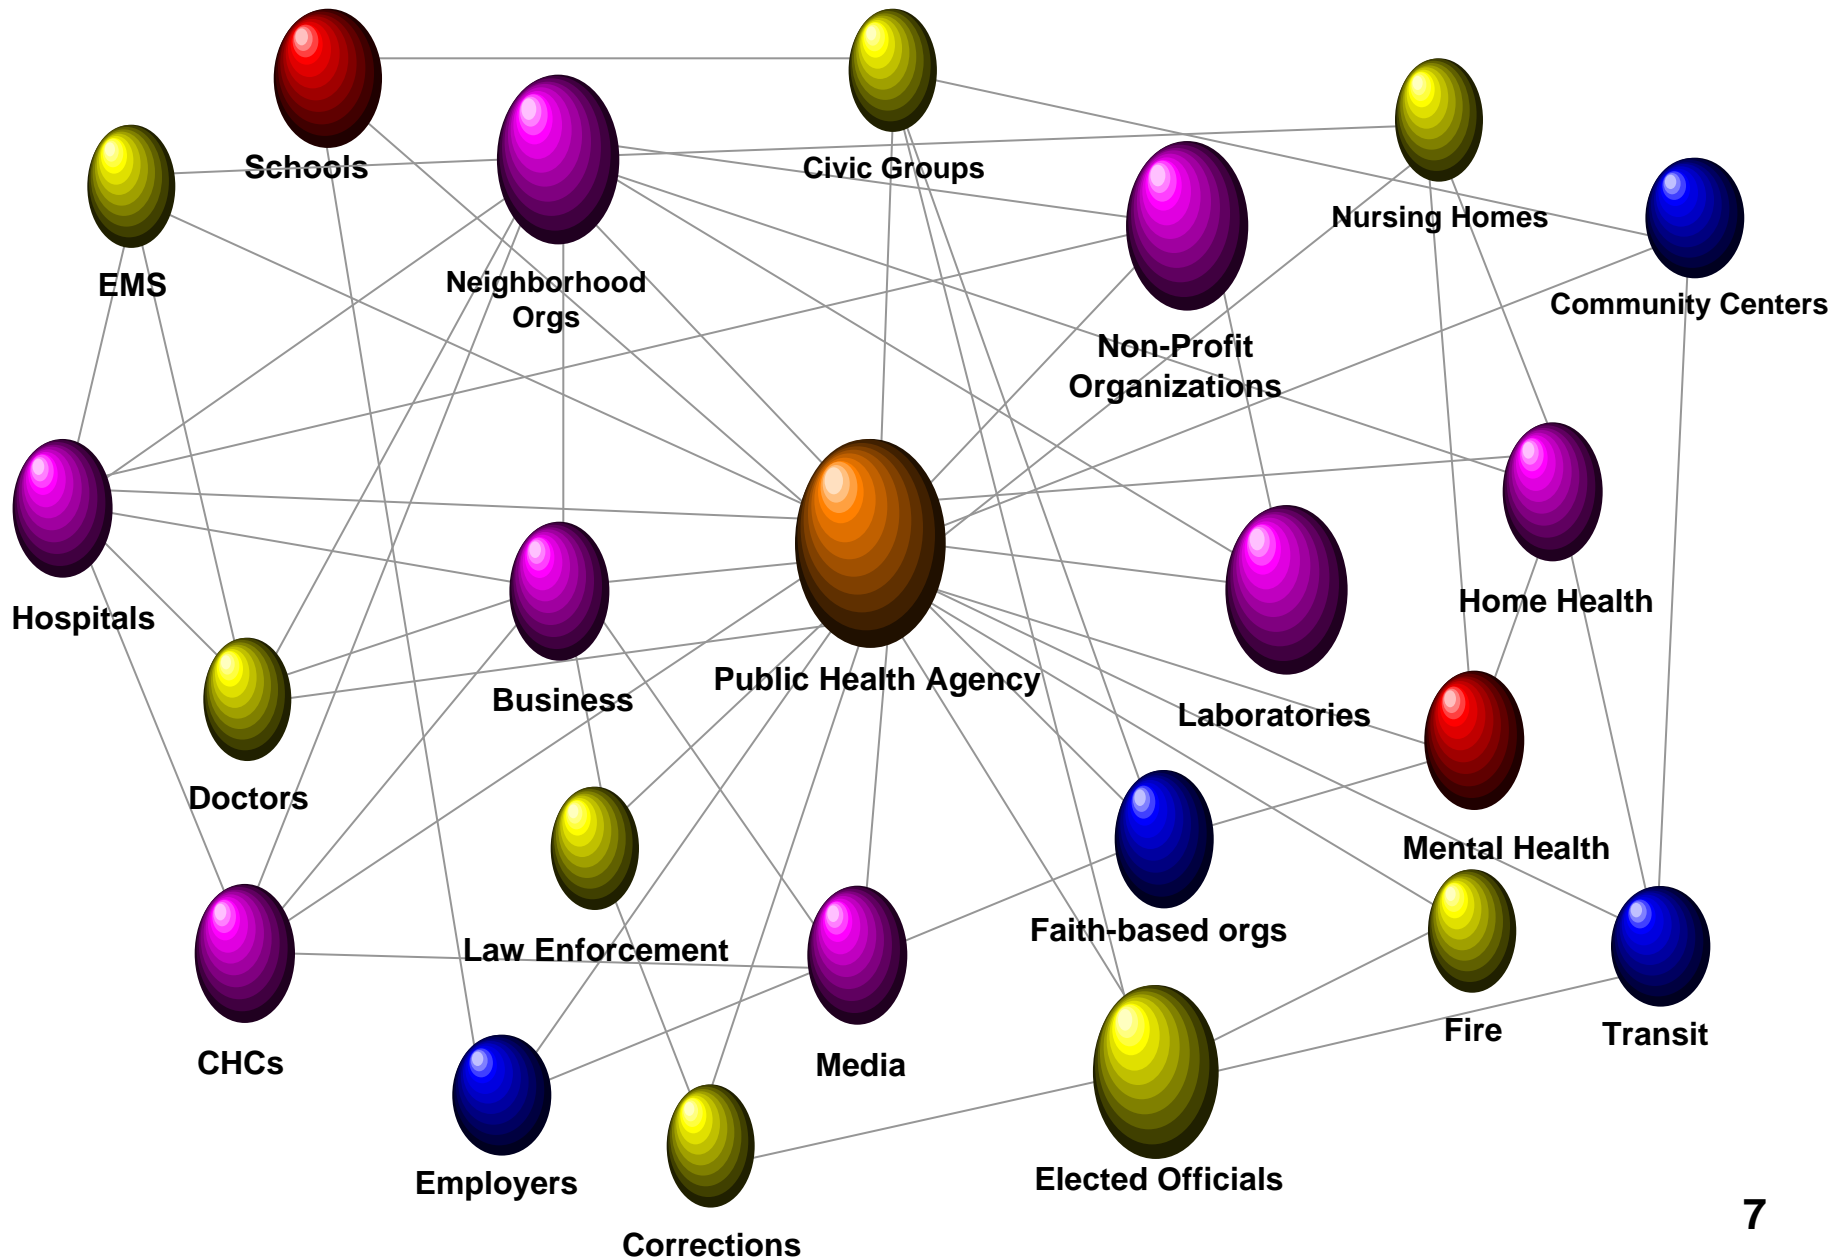 Schools
Civic Groups
Nursing Homes
EMS
Neighborhood
Orgs
Community Centers
Non-Profit
Organizations
Hospitals
Home Health
Public Health Agency
Business
Laboratories
Doctors
Mental Health
Law Enforcement
Faith-based orgs
Fire
Transit
CHCs
Media
Employers
Elected Officials
Corrections
7